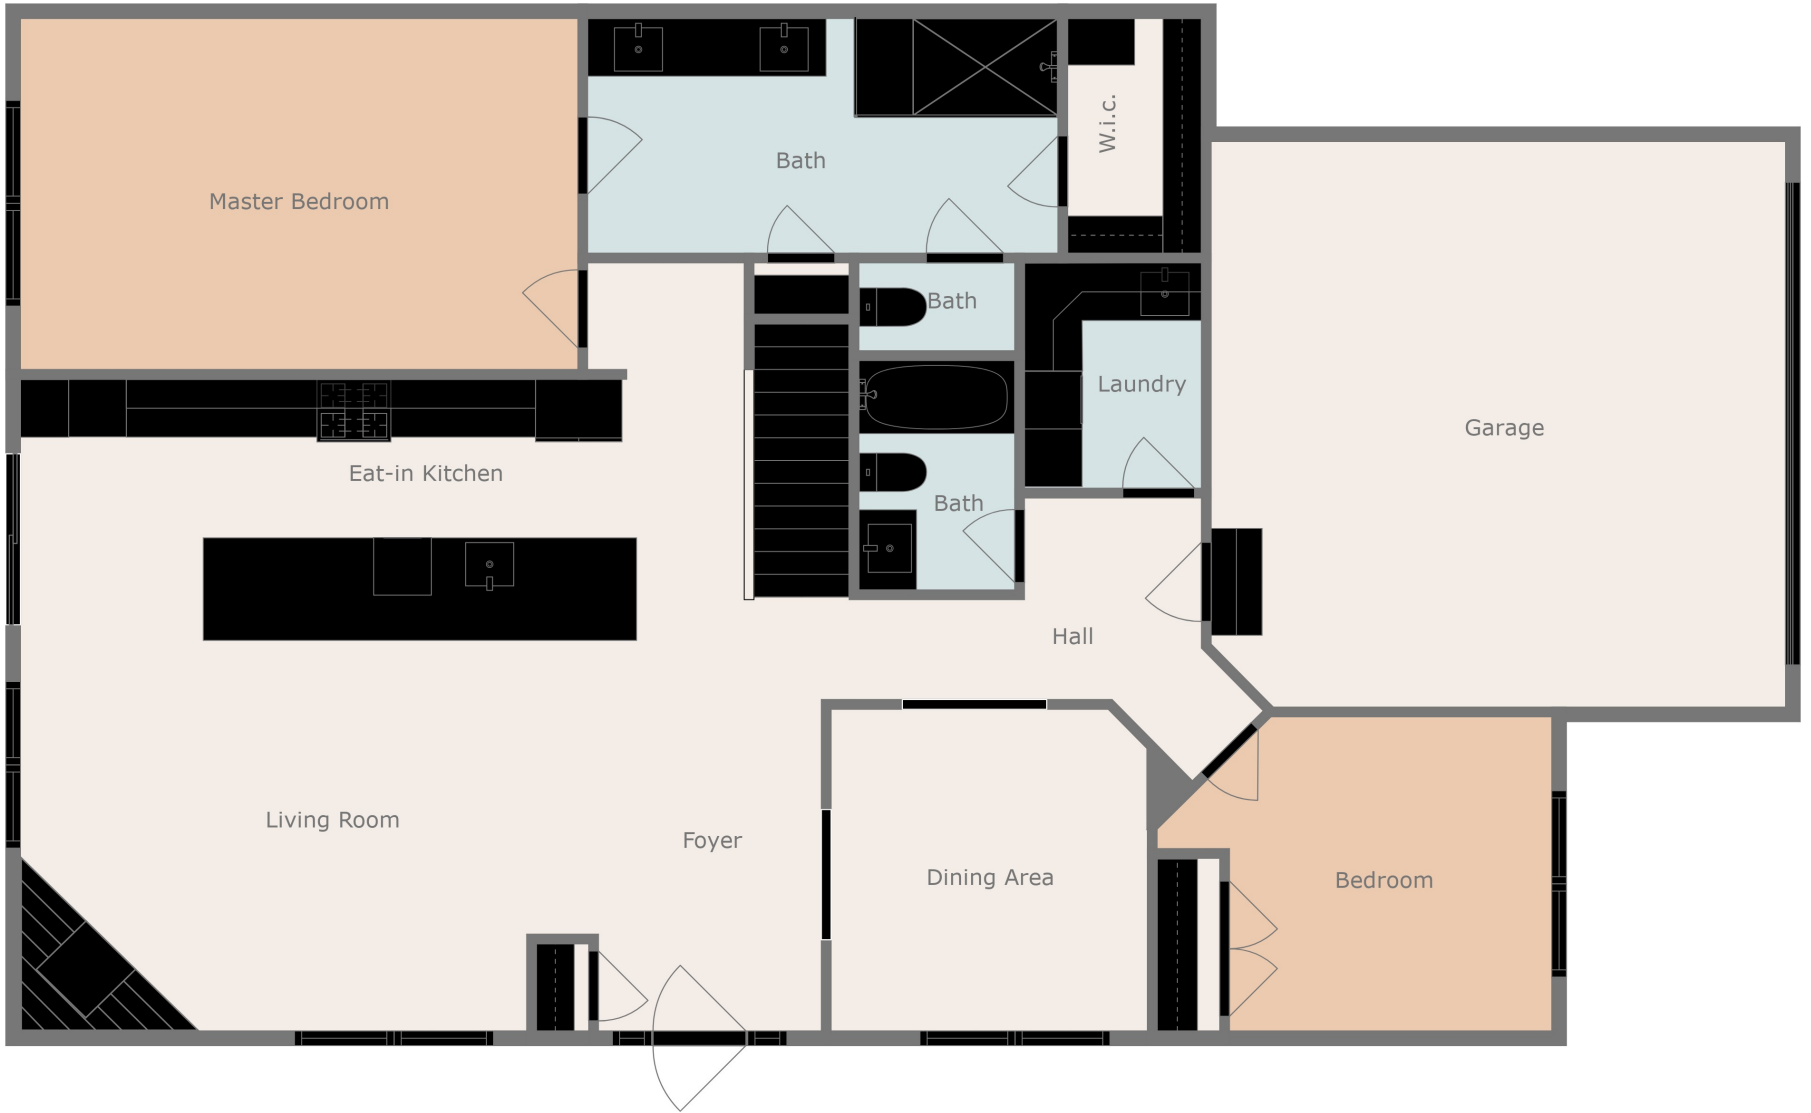 W.i.c.
Bath
Master Bedroom
Bath
Laundry
Garage
Eat-in Kitchen
Bath
Hall
Living Room
Foyer
Dining Area
Bedroom